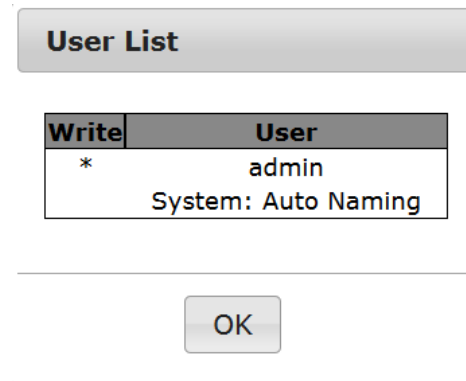 User List
Write User
* admin
System: Auto Naming
OK